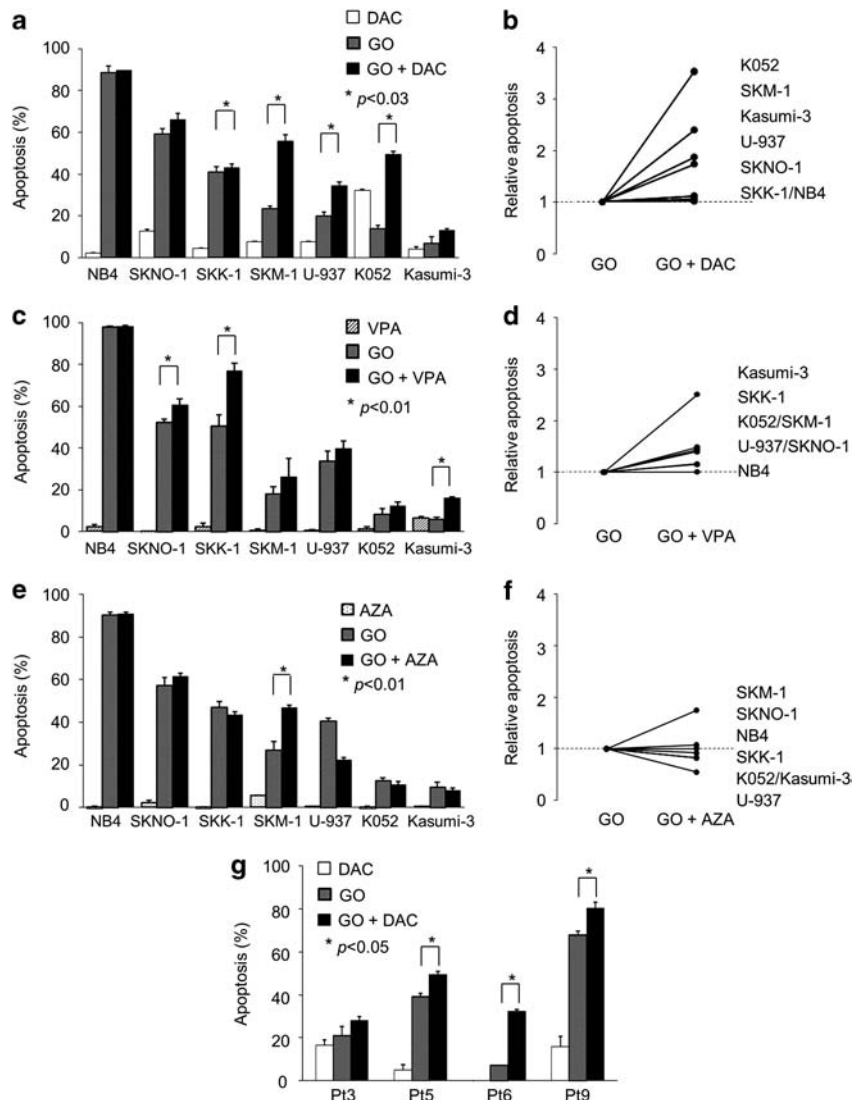 a
DAC
GO
GO + DAC
* p<0.03
Apoptosis (%)
100
80
60
40
20
0
* * * *
NB4 SKNO-1 SKK-1 SKM-1 U-937 K052 Kasumi-3
b
Relative apoptosis
4
3
2
1
0
K052
SKM-1
Kasumi-3
U-937
SKNO-1
SKK-1/NB4
GO GO + DAC
c
VPA
GO
GO + VPA
* p<0.01
Apoptosis (%)
100
80
60
40
20
0
* * *
NB4 SKNO-1 SKK-1 SKM-1 U-937 K052 Kasumi-3
d
Relative apoptosis
4
3
2
1
0
Kasumi-3
SKK-1
K052/SKM-1
U-937/SKNO-1
NB4
GO GO + VPA
e
AZA
GO
GO + AZA
* p<0.01
Apoptosis (%)
100
80
60
40
20
0
*
NB4 SKNO-1 SKK-1 SKM-1 U-937 K052 Kasumi-3
f
Relative apoptosis
4
3
2
1
0
SKM-1
SKNO-1
NB4
SKK-1
K052/Kasumi-3
U-937
GO GO + AZA
g
DAC
GO
GO + DAC
* p<0.05
Apoptosis (%)
100
80
60
40
20
0
* * *
Pt3 Pt5 Pt6 Pt9